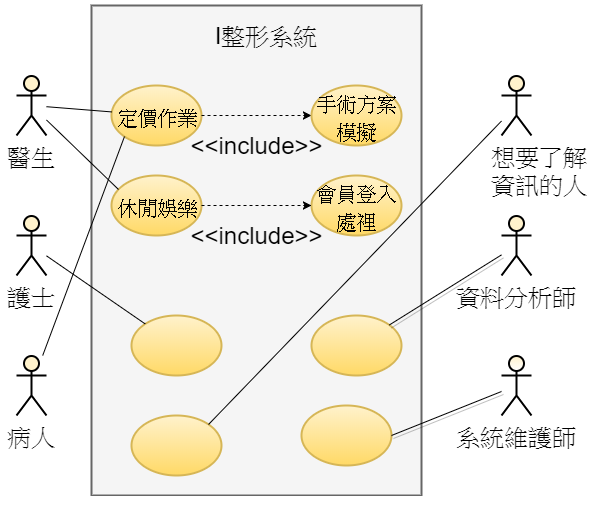 I整形系統
定價作業
手術方案
模擬
<<include>>
休閒娛樂
會員登入
處裡
<<include>>
醫生
護士
病人
想要了解
資訊的人
資料分析師
系統維護師